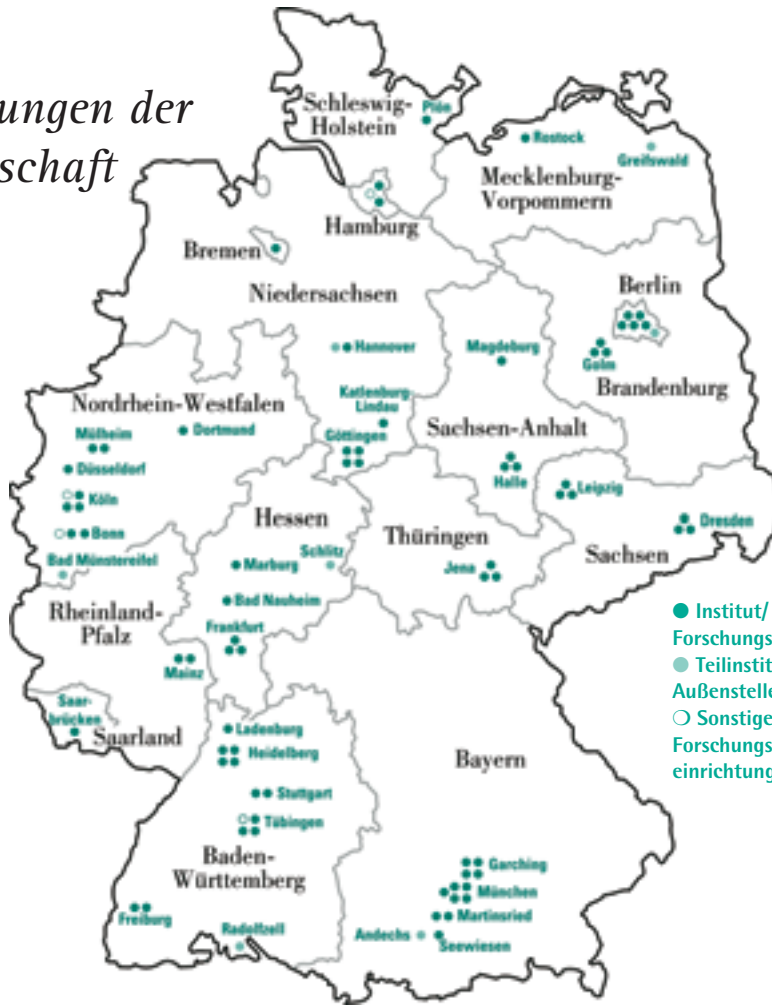 ungen der
schaft
Schleswig-
Holstein
Plön
Rostock
Greifswald
Mecklenburg-
Vorpommern
Hamburg
Bremen
Niedersachsen
Berlin
Golm
Brandenburg
Hannover
Magdeburg
Katlenburg-
Lindau
Göttingen
Sachsen-Anhalt
Halle
Nordrhein-Westfalen
Mülheim
Dortmund
Düsseldorf
Köln
Bonn
Bad Münstereifel
Hessen
Schlitz
Marburg
Bad Nauheim
Frankfurt
Thüringen
Jena
Leipzig
Dresden
Sachsen
Rheinland-
Pfalz
Mainz
Saar-
brücken
Saarland
Ladenburg
Heidelberg
Stuttgart
Tübingen
Baden-
Württemberg
Freiburg
Radolfzell
Bayern
Garching
München
Martinsried
Andechs
Seewiesen
Institut/
Forschungs
Teilinstit
Außenstelle
Sonstige
Forschungs
einrichtung